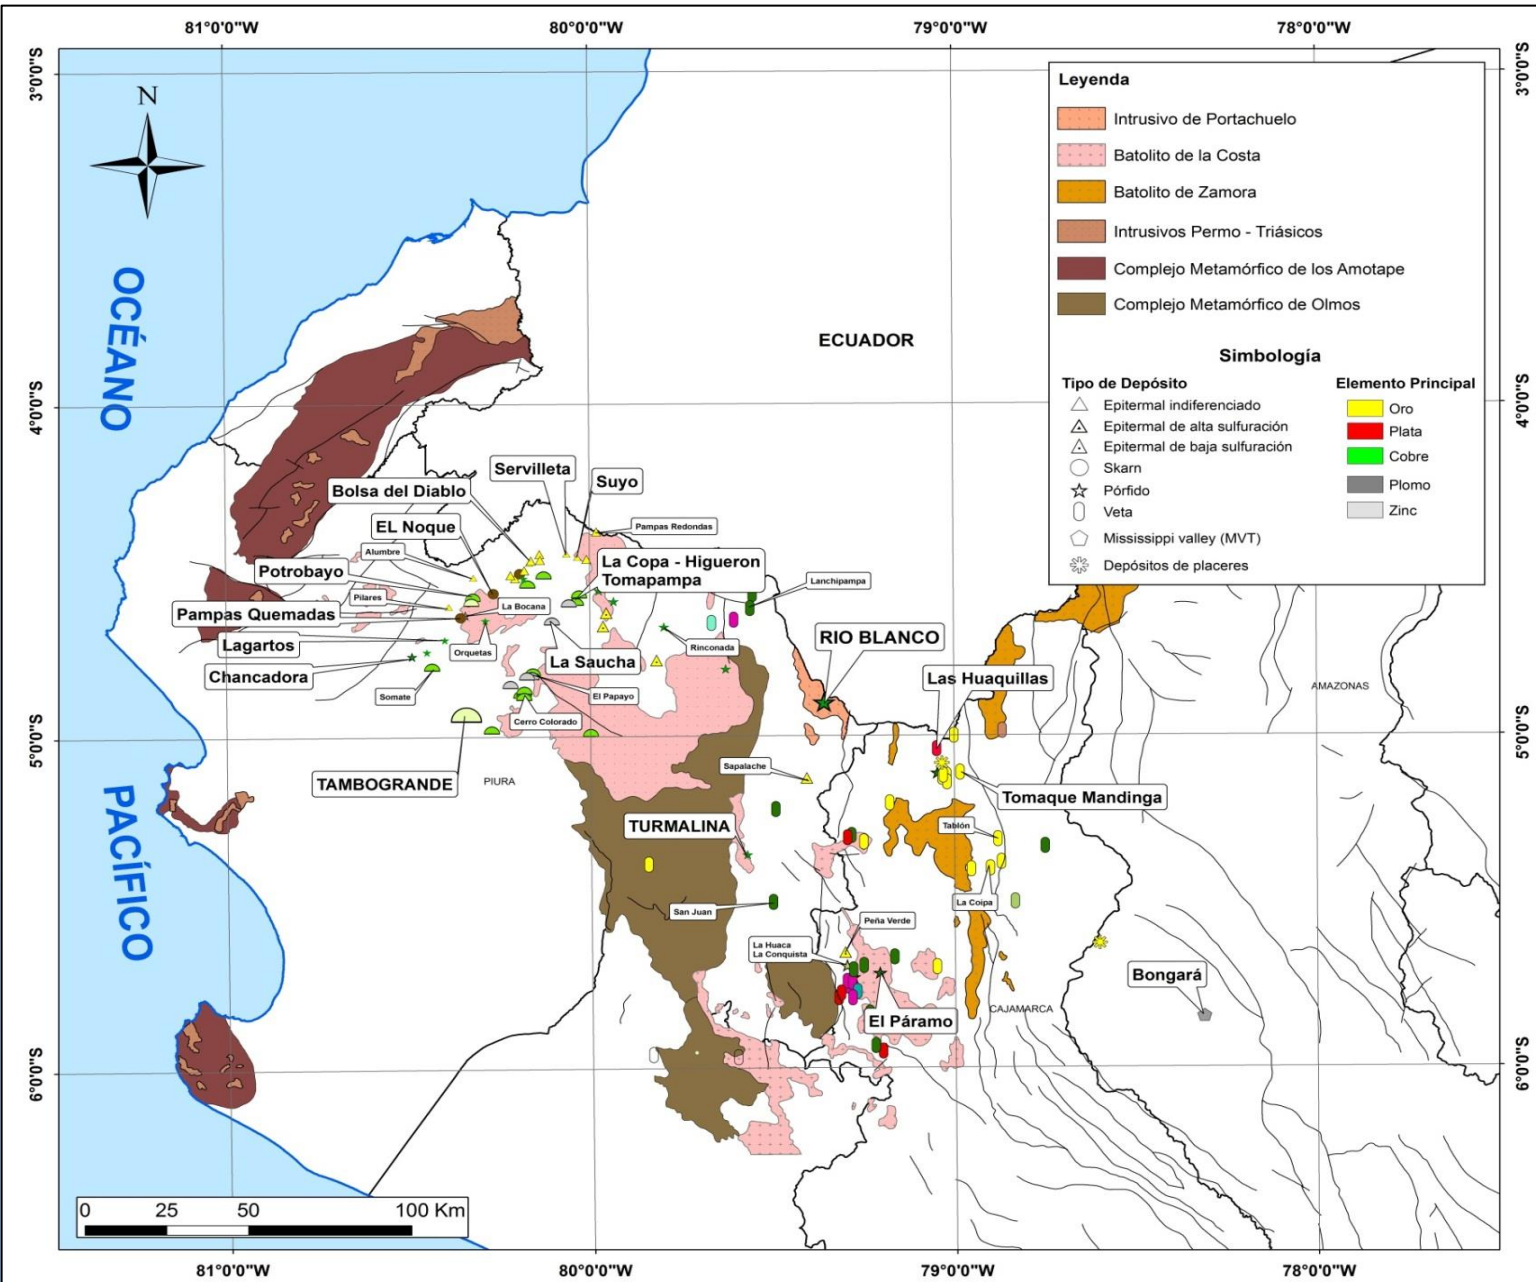 81°0'0"W
80°0'0"W
79°0'0"W
78°0'0"W
3°0'0"S
3°0'0"S
N
Leyenda
Intrusivo de Portachuelo
Batolito de la Costa
Batolito de Zamora
Intrusivos Permo - Triásicos
Complejo Metamórfico de los Amotape
Complejo Metamórfico de Olmos
Simbología
Tipo de Depósito
Epitermal indiferenciado
Epitermal de alta sulfuración
Epitermal de baja sulfuración
Skarn
Pórfido
Veta
Mississippi valley (MVT)
Depósitos de placeres
Elemento Principal
Oro
Plata
Cobre
Plomo
Zinc
OCÉANO
PACÍFICO
ECUADOR
4°0'0"S
4°0'0"S
Servilleta
Suyo
Bolsa del Diablo
Pampas Redondas
EL Noque
Alumbre
La Copa - Higueron
Tomapampa
Potrobayo
Lanchipampa
Pilares
La Bocana
Pampas Quemadas
Lagartos
Orquetas
La Saucha
Rinconada
RIO BLANCO
Chancadora
Las Huaquillas
Somate
El Papayo
AMAZONAS
Cerro Colorado
5°0'0"S
5°0'0"S
TAMBOGRANDE
PIURA
Sapalache
Tomaque Mandinga
TURMALINA
Tablón
San Juan
La Coipa
Peña Verde
La Huaca
La Conquista
Bongará
El Páramo
CAJAMARCA
6°0'0"S
6°0'0"S
0 25 50 100 Km
81°0'0"W
80°0'0"W
79°0'0"W
78°0'0"W